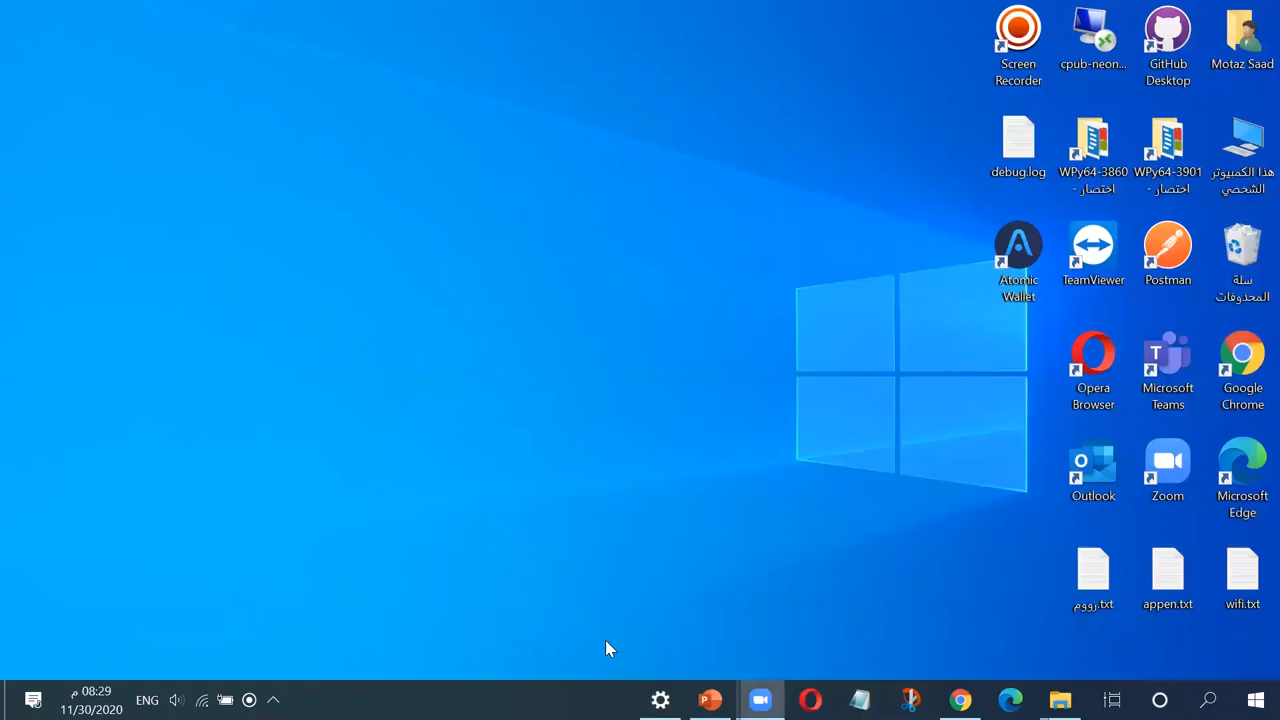 Screen
Recorder
cpub-neon...
GitHub
Desktop
Motaz Saad
debug.log
WPy64-3860
اختصار -
WPy64-3901
اختصار -
هذا الكمبيوتر
الشخصي
Atomic
Wallet
TeamViewer
Postman
سلة
المحذوفات
Opera
Browser
Microsoft
Teams
Google
Chrome
Outlook
Zoom
Microsoft
Edge
رووم.txt
appen.txt
wifi.txt
08:29 م
11/30/2020
ENG